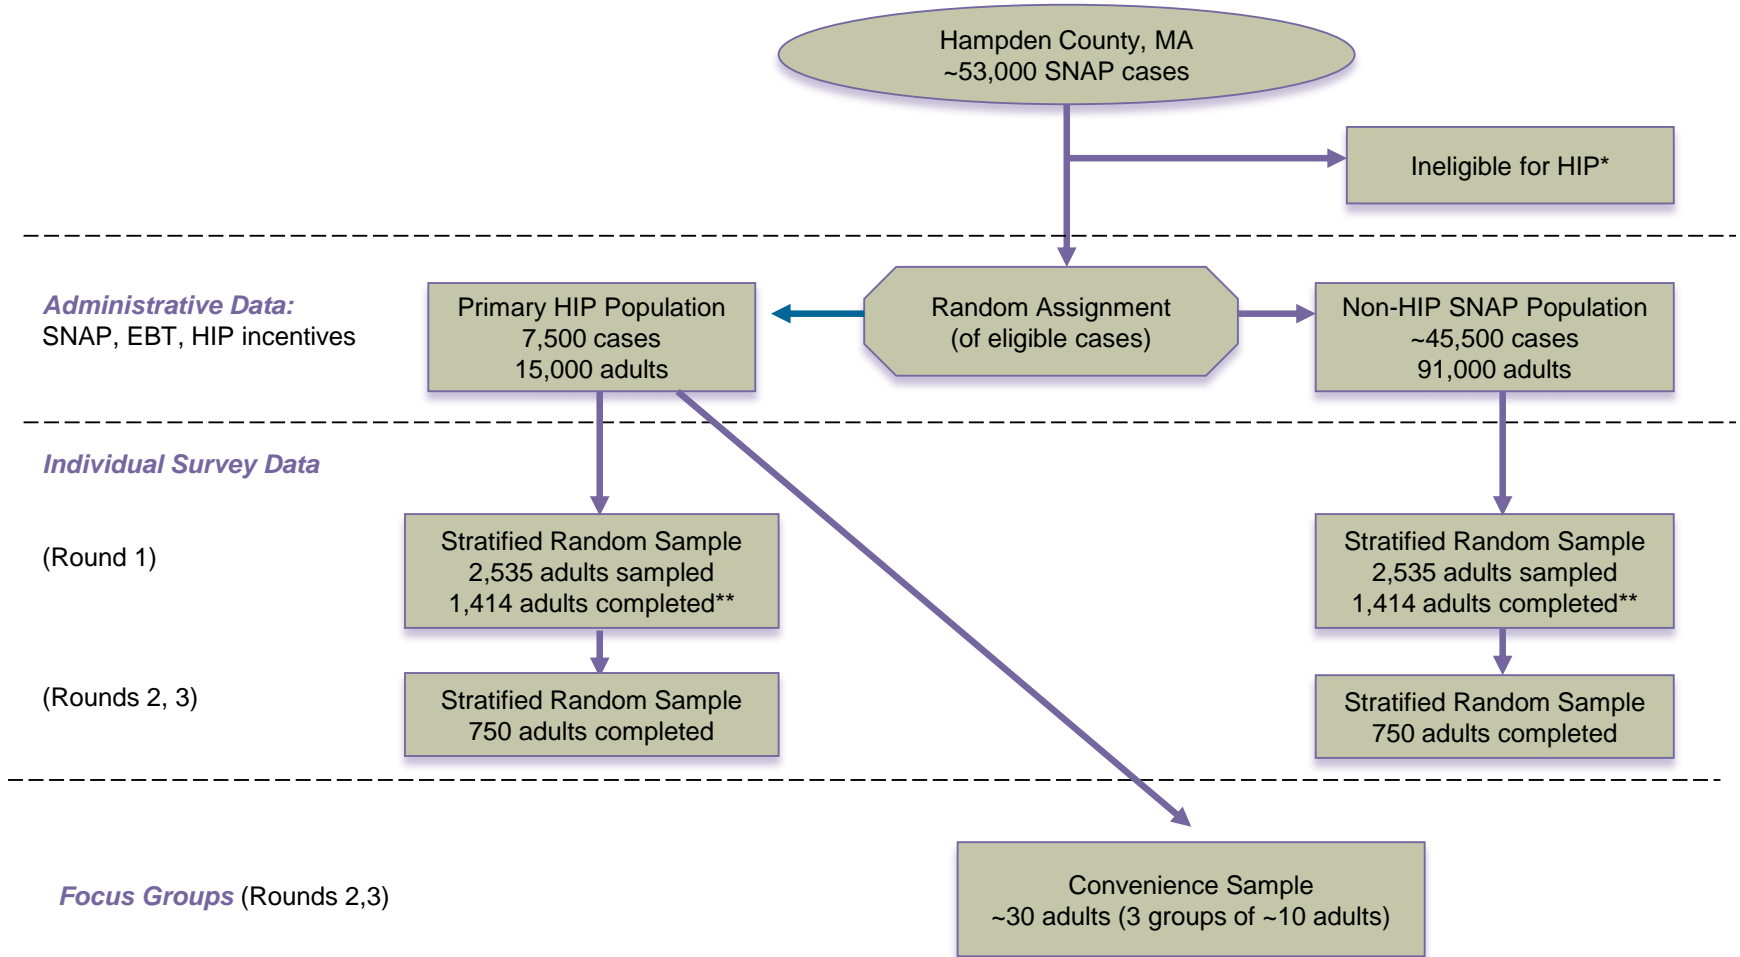 Hampden County, MA
~53,000 SNAP cases
Ineligible for HIP*
Administrative Data:
SNAP, EBT, HIP incentives
Primary HIP Population
7,500 cases
15,000 adults
Random Assignment
(of eligible cases)
Non-HIP SNAP Population
~45,500 cases
91,000 adults
Individual Survey Data
(Round 1)
Stratified Random Sample
2,535 adults sampled
1,414 adults completed**
Stratified Random Sample
2,535 adults sampled
1,414 adults completed**
(Rounds 2, 3)
Stratified Random Sample
750 adults completed
Stratified Random Sample
750 adults completed
Focus Groups (Rounds 2,3)
Convenience Sample
~30 adults (3 groups of ~10 adults)